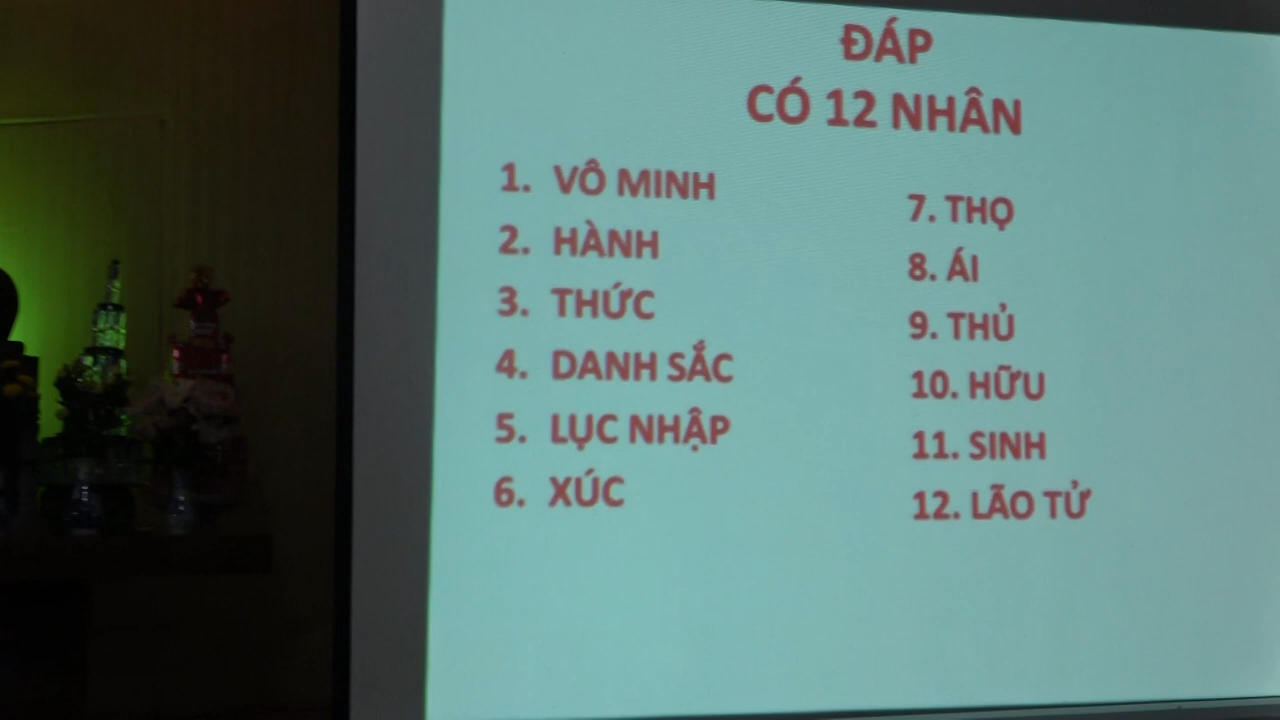 ĐÁP
CÓ 12 NHÂN
1. VÔ MINH
2. HÀNH
3. THỨC
4. DANH SẮC
5. LỤC NHẬP
6. XÚC
7. THỌ
8. ÁI
9. THỦ
10. HỮU
11. SINH
12. LÃO TỬ